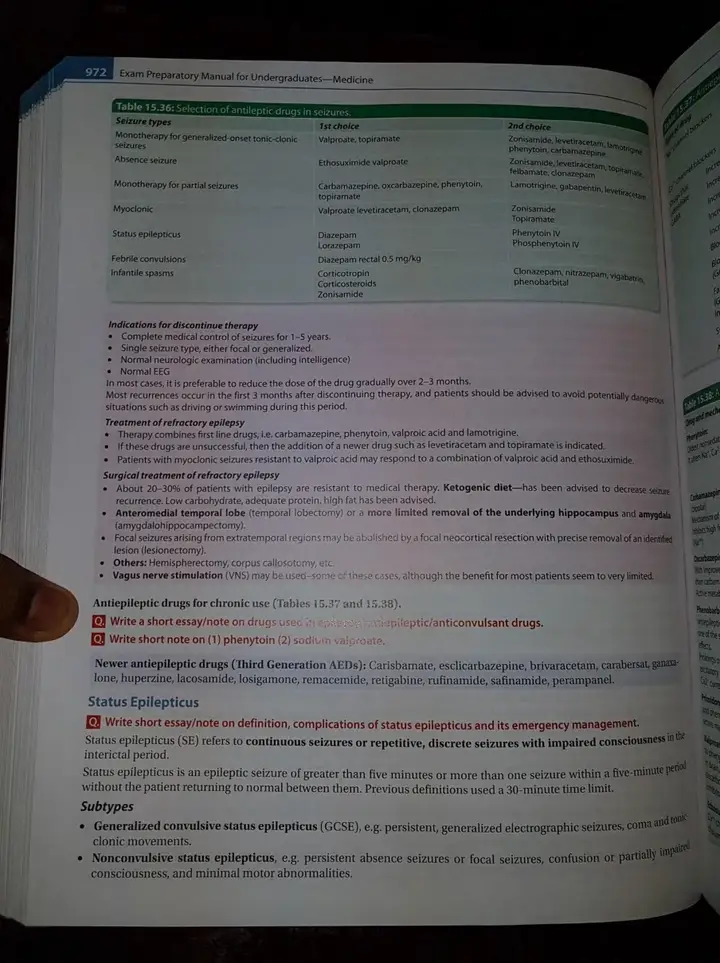 972 Exam Preparatory Manual for Undergraduates—Medicine
Table 15.36: Selection of antileptic drugs in seizures.
Seizure types 1st choice 2nd choice
Monotherapy for generalized-onset tonic-clonic seizures Valproate, topiramate Zonisamide, levetiracetam, lamotrigine phenytoin, carbamazepine
Absence seizure Ethosuximide valproate Zonisamide, levetiracetam, topiramate, felbamate, clonazepam
Monotherapy for partial seizures Carbamazepine, oxcarbazepine, phenytoin, topiramate Lamotrigine, gabapentin, levetiracetam
Myoclonic Valproate levetiracetam, clonazepam Zonisamide
Topiramate
Status epilepticus Diazepam Phenytoin IV
Lorazepam Phosphenytoin IV
Febrile convulsions Diazepam rectal 0.5 mg/kg
Infantile spasms Corticotropin Clonazepam, nitrazepam, vigabatrin,
Corticosteroids phenobarbital
Zonisamide
Indications for discontinue therapy
• Complete medical control of seizures for 1–5 years.
• Single seizure type, either focal or generalized.
• Normal neurologic examination (including intelligence)
• Normal EEG
In most cases, it is preferable to reduce the dose of the drug gradually over 2–3 months.
Most recurrences occur in the first 3 months after discontinuing therapy, and patients should be advised to avoid potentially dangerous
situations such as driving or swimming during this period.
Treatment of refractory epilepsy
• Therapy combines first line drugs, i.e. carbamazepine, phenytoin, valproic acid and lamotrigine.
• If these drugs are unsuccessful, then the addition of a newer drug such as levetiracetam and topiramate is indicated.
• Patients with myoclonic seizures resistant to valproic acid may respond to a combination of valproic acid and ethosuximide.
Surgical treatment of refractory epilepsy
• About 20–30% of patients with epilepsy are resistant to medical therapy. Ketogenic diet—has been advised to decrease seizure
recurrence. Low carbohydrate, adequate protein, high fat has been advised.
• Anteromedial temporal lobe (temporal lobectomy) or a more limited removal of the underlying hippocampus and amygdala
(amygdalohippocampectomy).
• Focal seizures arising from extratemporal regions may be abolished by a focal neocortical resection with precise removal of an identified
lesion (lesionectomy).
• Others: Hemispherectomy, corpus callosotomy, etc.
• Vagus nerve stimulation (VNS) may be used–some of these cases, although the benefit for most patients seem to very limited.
Antiepileptic drugs for chronic use (Tables 15.37 and 15.38).
Q. Write a short essay/note on drugs used in epilepsy/antiepileptic/anticonvulsant drugs.
Q. Write short note on (1) phenytoin (2) sodium valproate.
Newer antiepileptic drugs (Third Generation AEDs): Carisbamate, esclicarbazepine, brivaracetam, carabersat, ganna-
lone, huperzine, lacosamide, losigamone, remacemide, retigabine, rufinamide, safinamide, perampanel.
Status Epilepticus
Q. Write short essay/note on definition, complications of status epilepticus and its emergency management.
Status epilepticus (SE) refers to continuous seizures or repetitive, discrete seizures with impaired consciousness in the
interictal period.
Status epilepticus is an epileptic seizure of greater than five minutes or more than one seizure within a five-minute period
without the patient returning to normal between them. Previous definitions used a 30-minute time limit.
Subtypes
• Generalized convulsive status epilepticus (GCSE), e.g. persistent, generalized electrographic seizures, coma and tonic
clonic movements.
• Nonconvulsive status epilepticus, e.g. persistent absence seizures or focal seizures, confusion or partially impaired
consciousness, and minimal motor abnormalities.